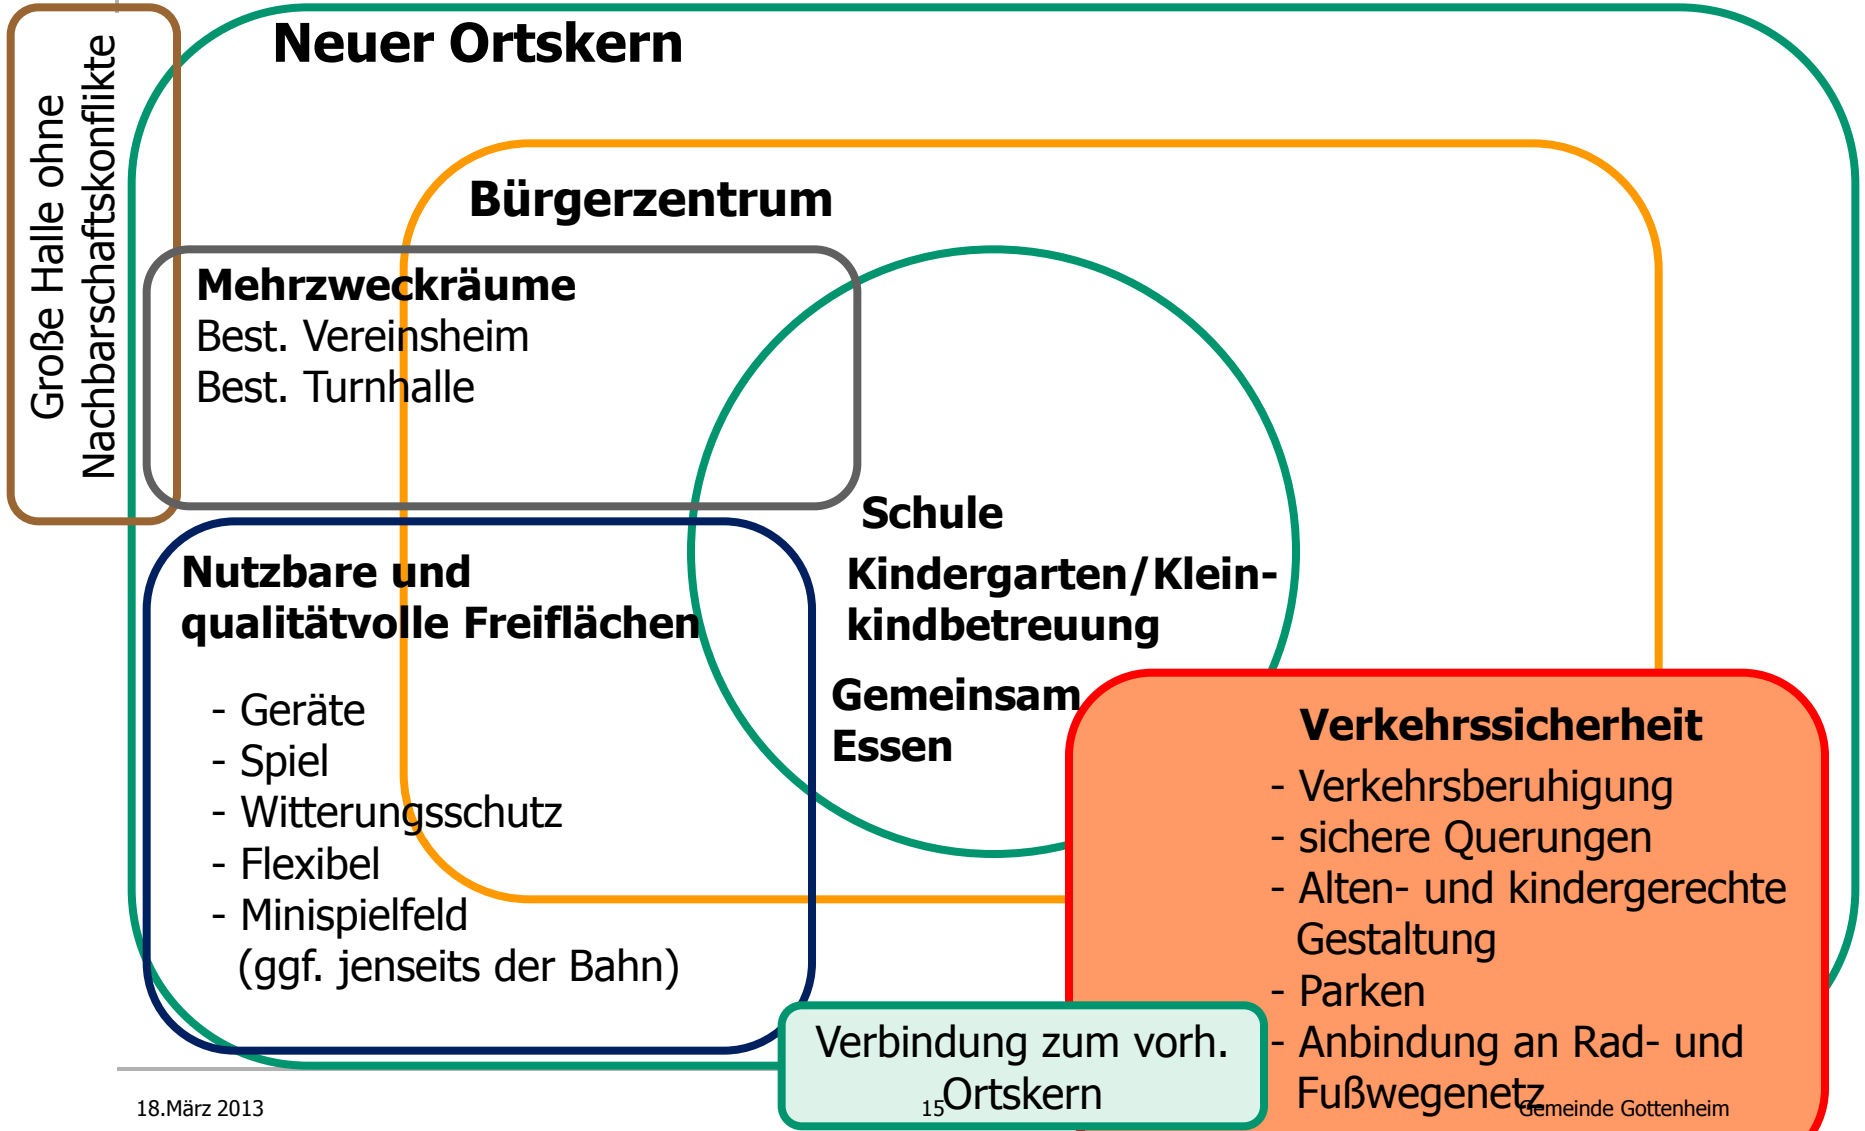 Neuer Ortskern
Große Halle ohne
Nachbarschaftskonflikte
Bürgerzentrum
Mehrzweckräume
Best. Vereinsheim
Best. Turnhalle
Schule
Kindergarten/Klein-
kindbetreuung
Gemeinsam
Essen
Nutzbare und
qualitätvolle Freiflächen
- Geräte
- Spiel
- Witterungsschutz
- Flexibel
- Minispielfeld
(ggf. jenseits der Bahn)
Verkehrssicherheit
- Verkehrsberuhigung
- sichere Querungen
- Alten- und kindergerechte
Gestaltung
- Parken
- Anbindung an Rad- und
Fußwegenetz
Verbindung zum vorh.
Ortskern
18.März 2013
15
Gemeinde Gottenheim